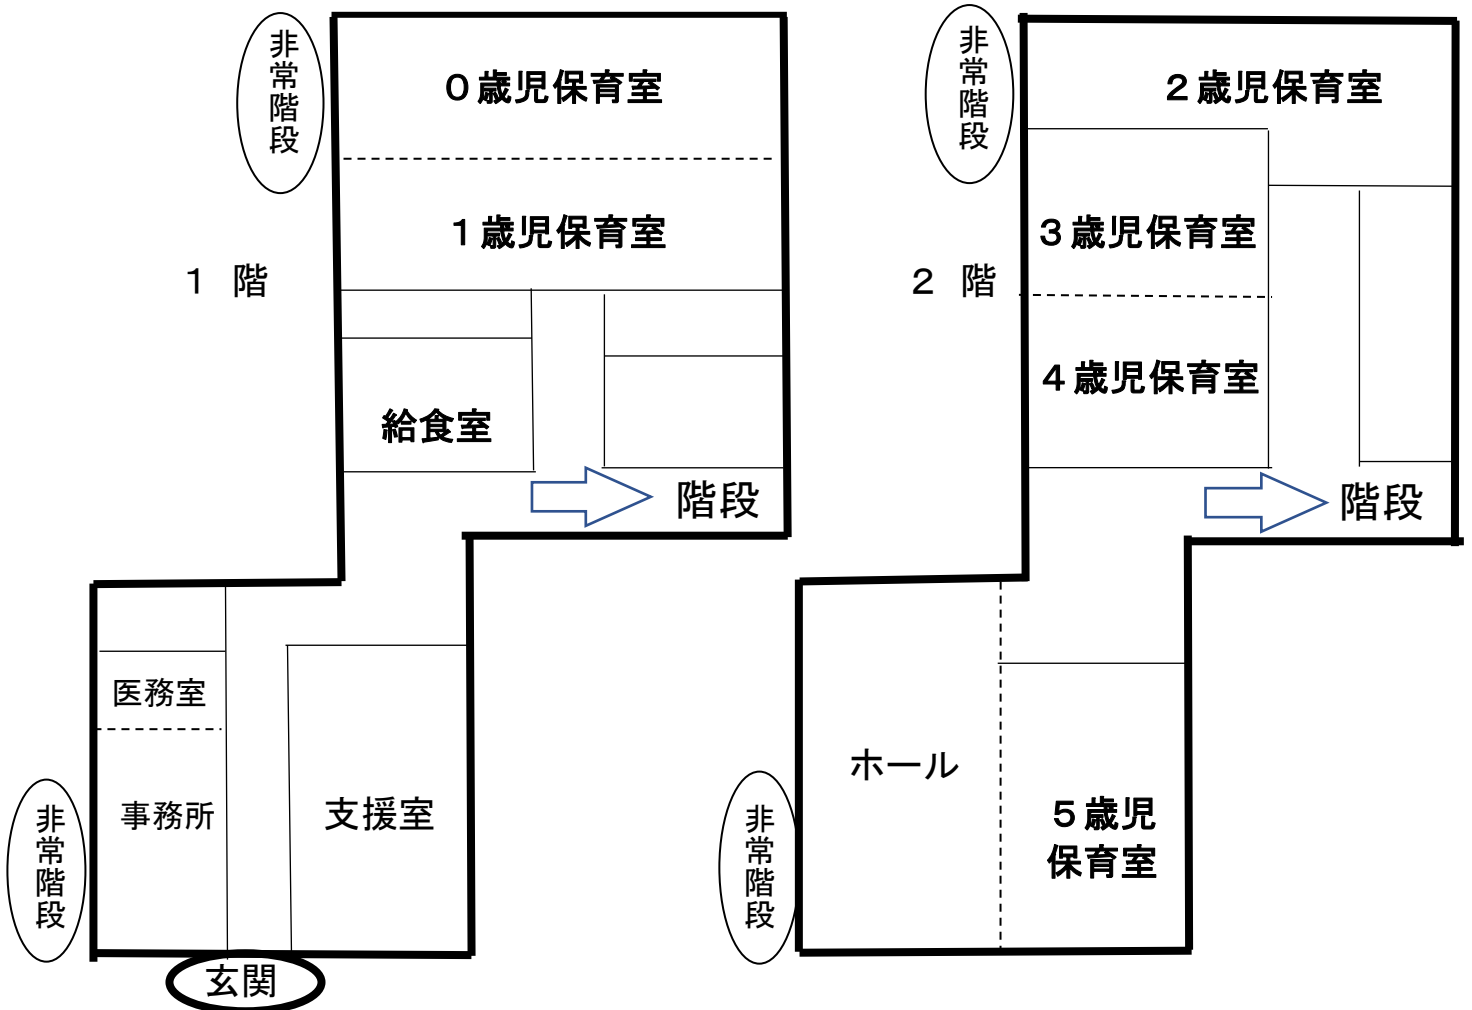 非常階段
０歳児保育室
１歳児保育室
１　階
給食室
階段
医務室
事務所
支援室
非常階段
玄関
非常階段
２歳児保育室
３歳児保育室
２　階
４歳児保育室
階段
ホール
５歳児
保育室
非常階段